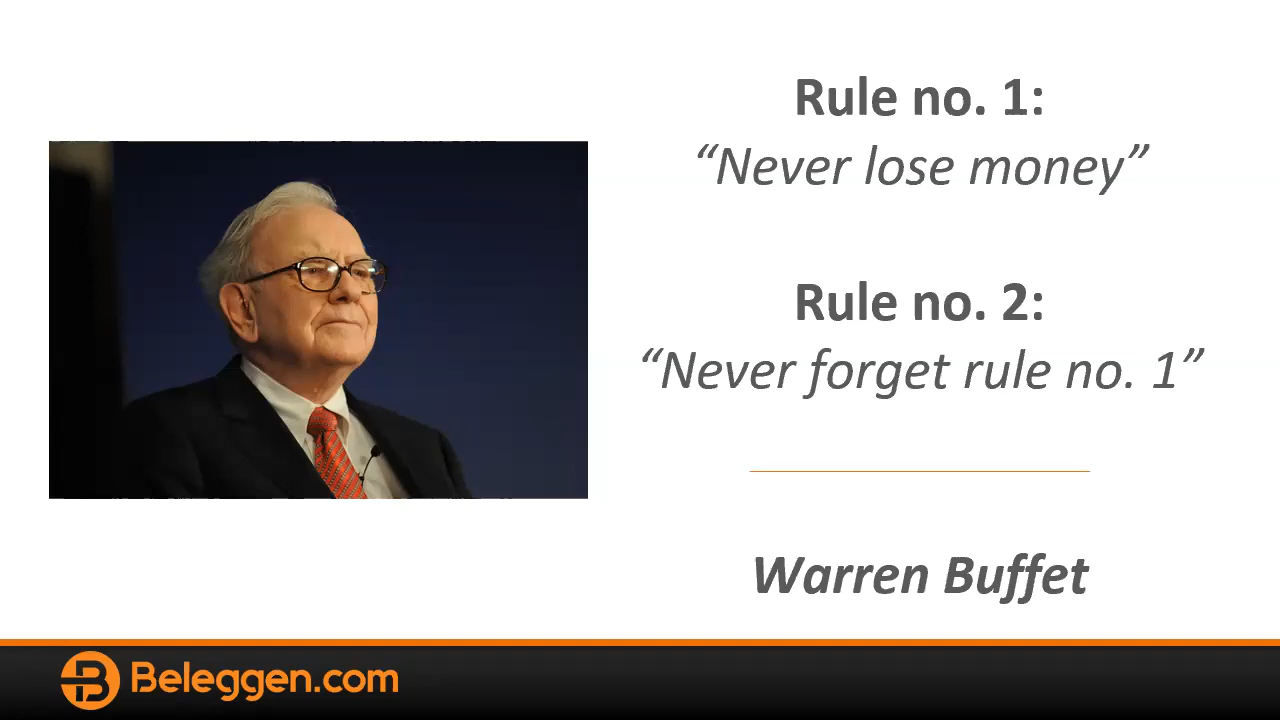 Rule no. 1:
“Never lose money”
Rule no. 2:
“Never forget rule no. 1”
Warren Buffet
Beleggen.com